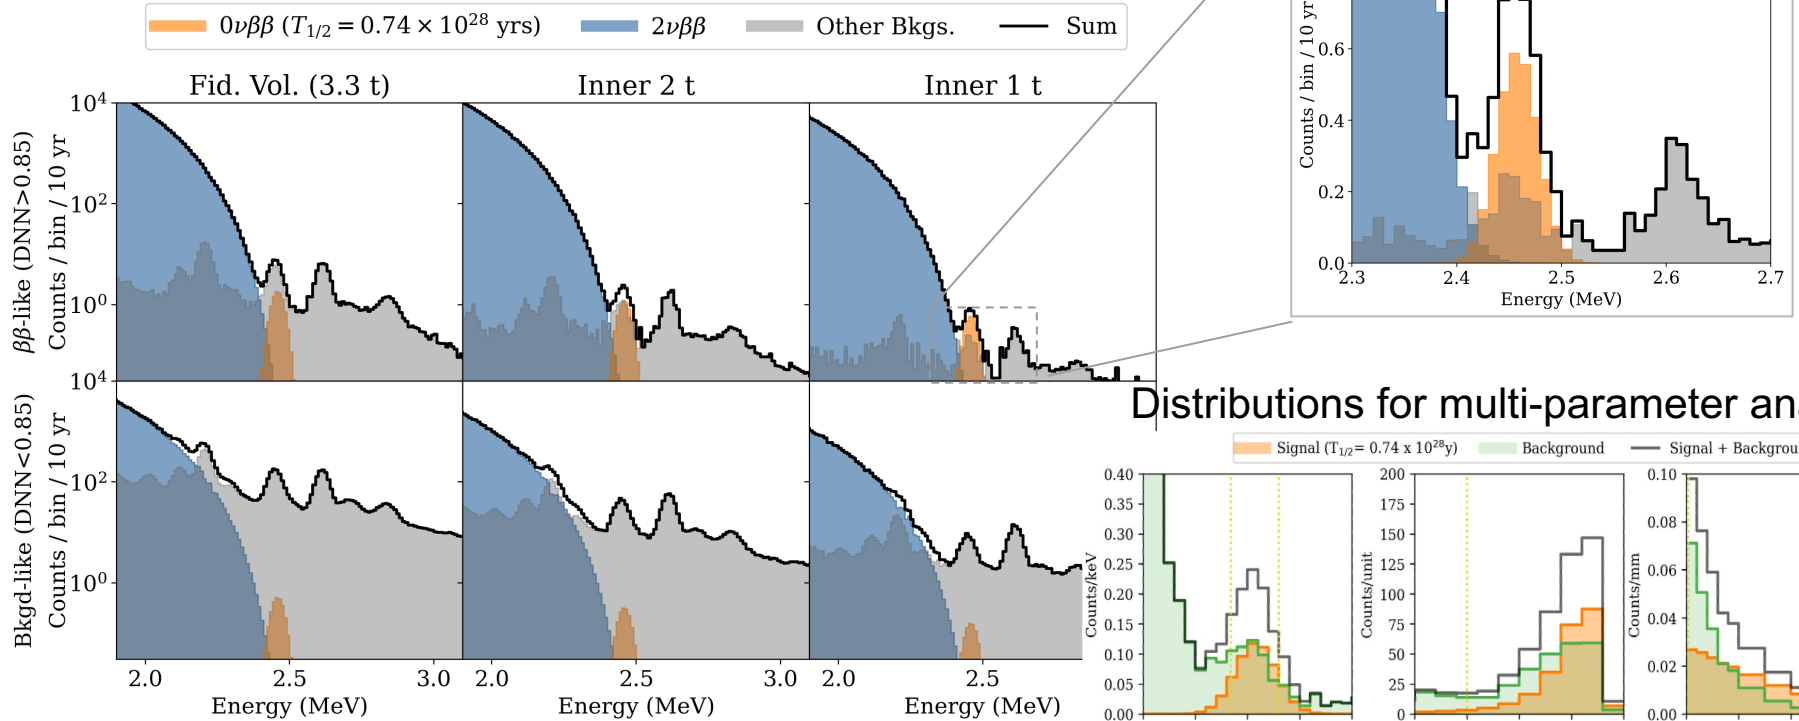 0νββ (T1/2 = 0.74 × 10^28 yrs) 2νββ Other Bkgs. Sum
Fid. Vol. (3.3 t) Inner 2 t Inner 1 t
ββ-like (DNN>0.85)
Counts / bin / 10 yr
10^4
10^2
10^0
10^4
Bkgd-like (DNN<0.85)
Counts / bin / 10 yr
10^2
10^0
2.0 2.5 3.0 2.0 2.5 3.0 2.0 2.5
Energy (MeV) Energy (MeV) Energy (MeV)
Counts / bin / 10 yr
0.6
0.4
0.2
0.0
2.3 2.4 2.5 2.6 2.7
Energy (MeV)
Distributions for multi-parameter
Signal (T1/2= 0.74 x 10^28y) Background Signal +
Counts/keV
0.40
0.35
0.30
0.25
0.20
0.15
0.10
0.05
0.00
Counts/unit
200
175
150
125
100
75
50
25
0
Counts/mm
0.10
0.08
0.06
0.04
0.02
0.00